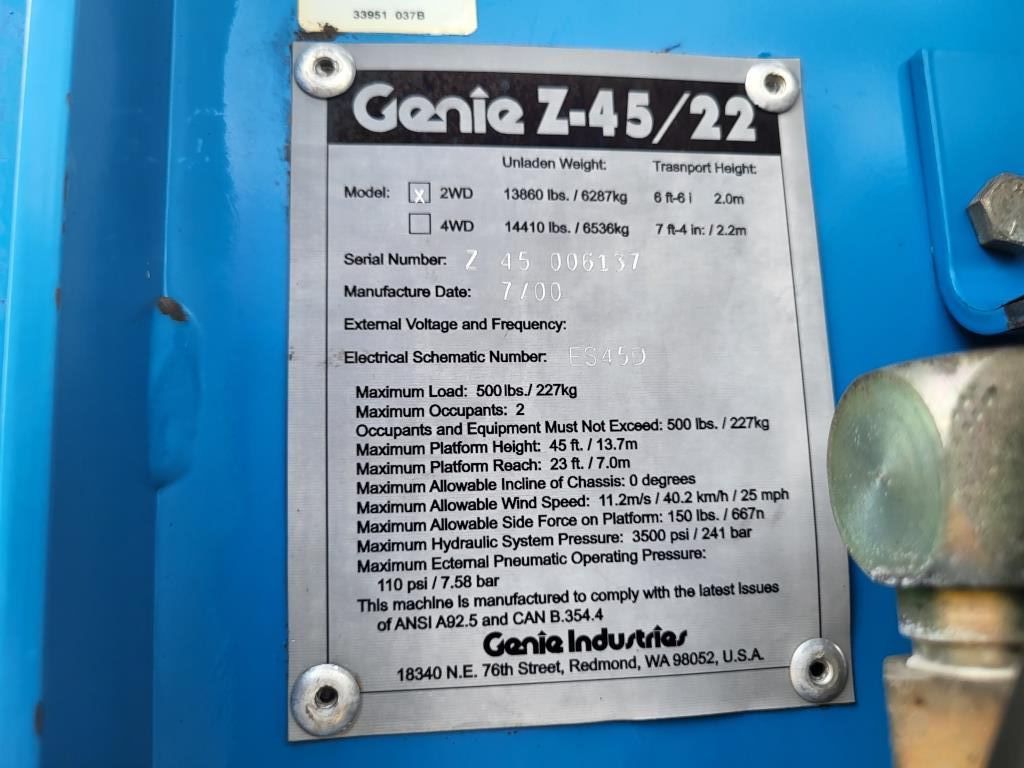 33951 037B
Genie Z-45/22
Unladen Weight: Trasnport Height:
Model: X 2WD 13860 lbs. / 6287kg 6 ft-6 i 2.0m
4WD 14410 lbs. / 6536kg 7 ft-4 in: / 2.2m
Serial Number: Z 45 006137
Manufacture Date: 7/00
External Voltage and Frequency:
Electrical Schematic Number: ES45D
Maximum Load: 500 lbs./ 227kg
Maximum Occupants: 2
Occupants and Equipment Must Not Exceed: 500 lbs. / 227kg
Maximum Platform Height: 45 ft. / 13.7m
Maximum Platform Reach: 23 ft. / 7.0m
Maximum Allowable Incline of Chassis: 0 degrees
Maximum Allowable Wind Speed: 11.2m/s / 40.2 km/h / 25 mph
Maximum Allowable Side Force on Platform: 150 lbs. / 667n
Maximum Hydraulic System Pressure: 3500 psi / 241 bar
Maximum Ecternal Pneumatic Operating Pressure:
110 psi / 7.58 bar
This machine is manufactured to comply with the latest issues
of ANSI A92.5 and CAN B.354.4
Genie Industries
18340 N.E. 76th Street, Redmond, WA 98052, U.S.A.